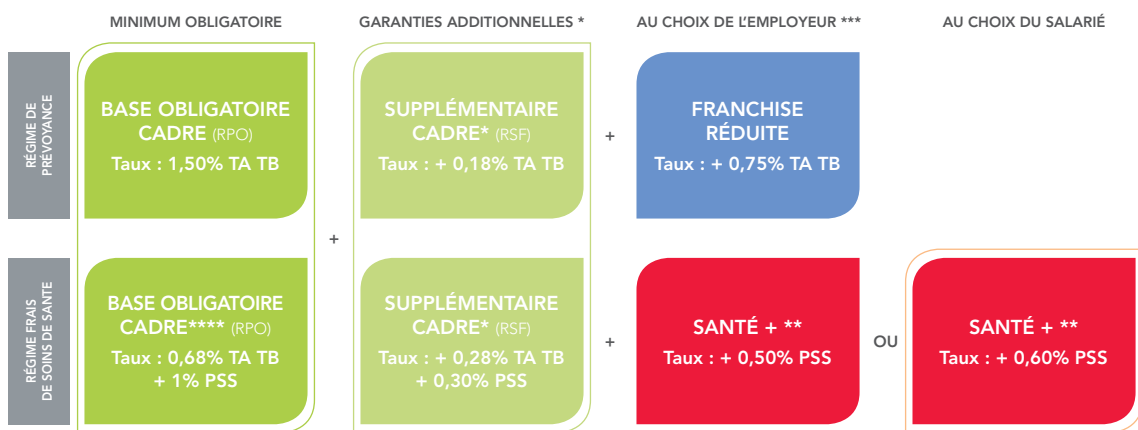 MINIMUM OBLIGATOIRE
GARANTIES ADDITIONNELLES *
AU CHOIX DE L'EMPLOYEUR ***
AU CHOIX DU SALARIÉ
RÉGIME DE
PRÉVOYANCE
BASE OBLIGATOIRE
CADRE (RPO)
Taux : 1,50% TA TB
SUPPLÉMENTAIRE
CADRE* (RSF)
Taux : + 0,18% TA TB
+
FRANCHISE
RÉDUITE
Taux : + 0,75% TA TB
+
RÉGIME FRAIS
DE SOINS DE SANTE
BASE OBLIGATOIRE
CADRE**** (RPO)
Taux : 0,68% TA TB
+ 1% PSS
SUPPLÉMENTAIRE
CADRE* (RSF)
Taux : + 0,28% TA TB
+ 0,30% PSS
+
SANTÉ + **
Taux : + 0,50% PSS
OU
SANTÉ + **
Taux : + 0,60% PSS